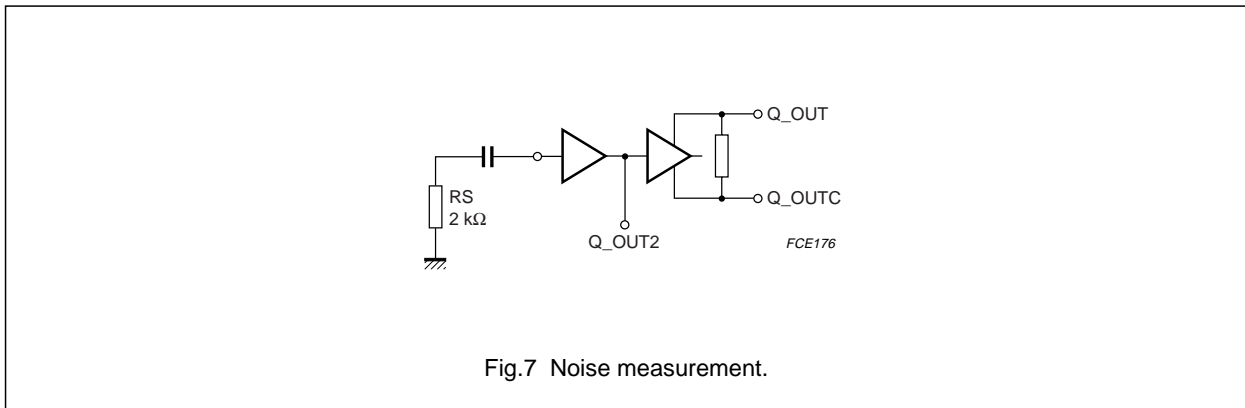 Q_OUT
RS
2 kΩ
Q_OUTC
Q_OUT2
FCE176
Fig.7 Noise measurement.